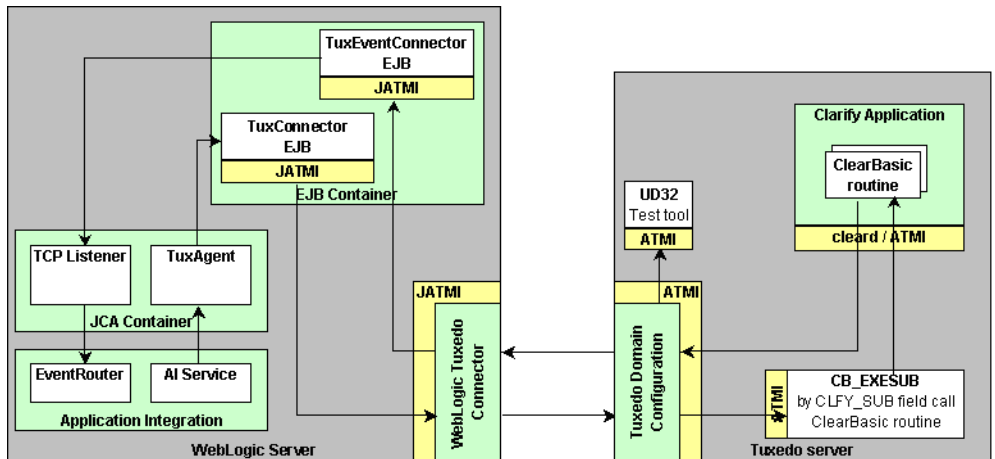 TuxEventConnector
EJB
JATMI
TuxConnector
EJB
JATMI
EJB Container
TCP Listener
TuxAgent
JCA Container
EventRouter
AI Service
Application Integration
WebLogic Server
JATMI
WebLogic Tuxedo
Connector
ATMI
Tuxedo Domain
Configuration
UD32
Test tool
ATMI
Clarify Application
ClearBasic
routine
cleard / ATMI
ATMI
CB_EXESUB
by CLFY_SUB field call
ClearBasic routine
Tuxedo server